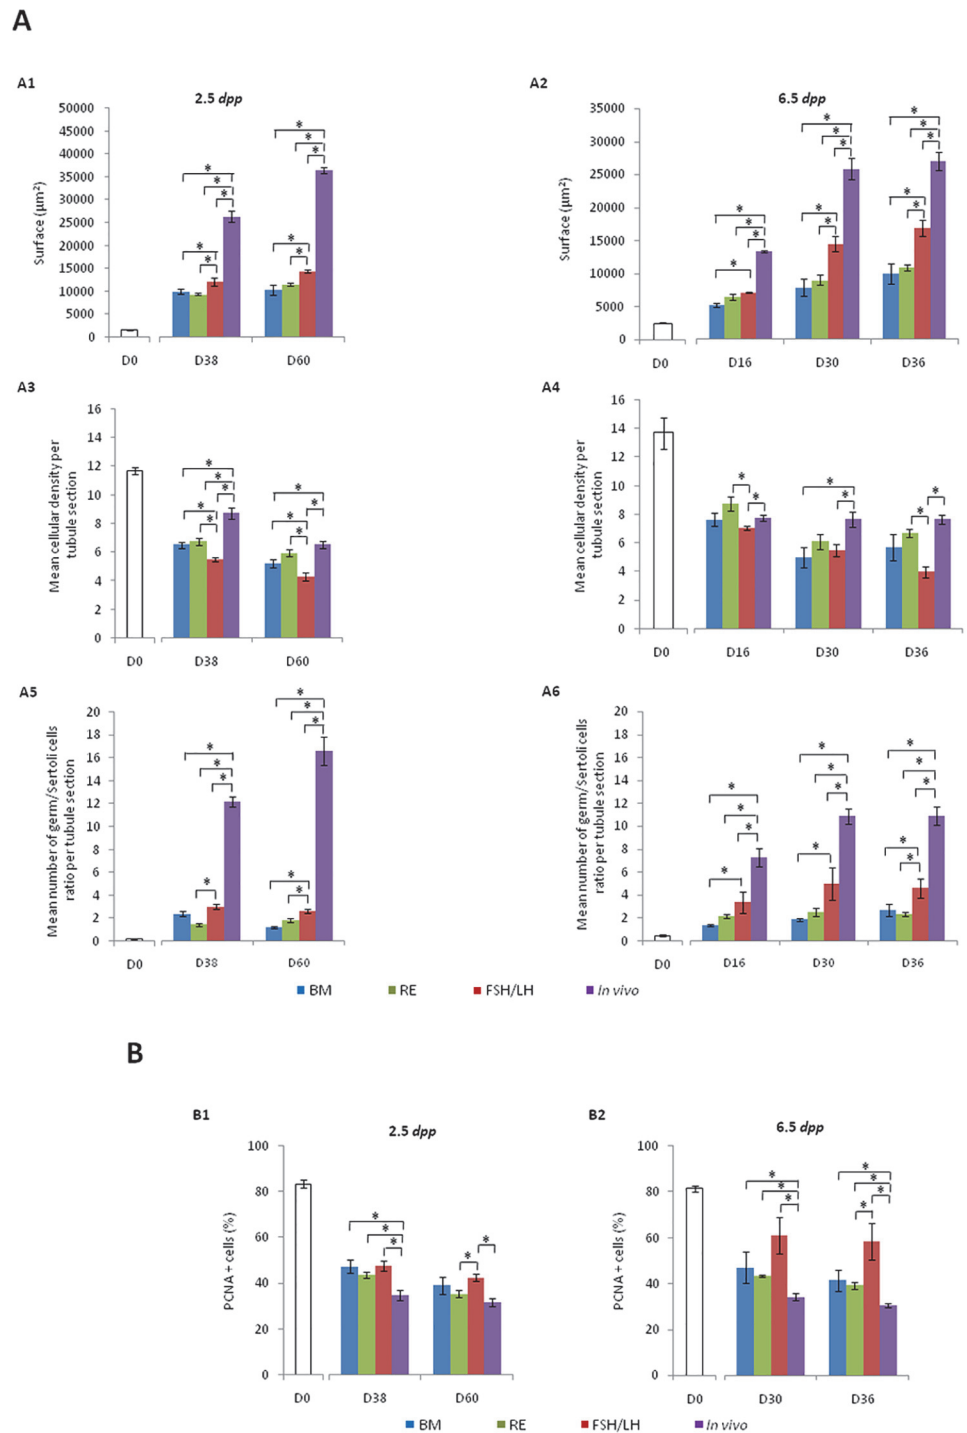 A
A1
2.5 dpp
Surface (µm²)
50000
45000
40000
35000
30000
25000
20000
15000
10000
5000
0
* * * * * * * * * *
D0 D38 D60
A2
6.5 dpp
Surface (µm²)
35000
30000
25000
20000
15000
10000
5000
0
* * * * * * * * * * * * * *
D0 D16 D30 D36
A3
Mean cellular density per
tubule section
16
14
12
10
8
6
4
2
0
* * * * * * * * *
D0 D38 D60
A4
Mean cellular density per
tubule section
16
14
12
10
8
6
4
2
0
* * * * * *
D0 D16 D30 D36
A5
Mean number of germ/Sertoli cells
ratio per tubule section
20
18
16
14
12
10
8
6
4
2
0
* * * * * * * * *
D0 D38 D60
A6
Mean number of germ/Sertoli cells
ratio per tubule section
20
18
16
14
12
10
8
6
4
2
0
* * * * * * * * * * * * *
D0 D16 D30 D36
BM RE FSH/LH In vivo
B
B1
2.5 dpp
PCNA + cells (%)
100
80
60
40
20
0
* * * * *
D0 D38 D60
B2
6.5 dpp
PCNA + cells (%)
100
80
60
40
20
0
* * * * * * *
D0 D30 D36
BM RE FSH/LH In vivo